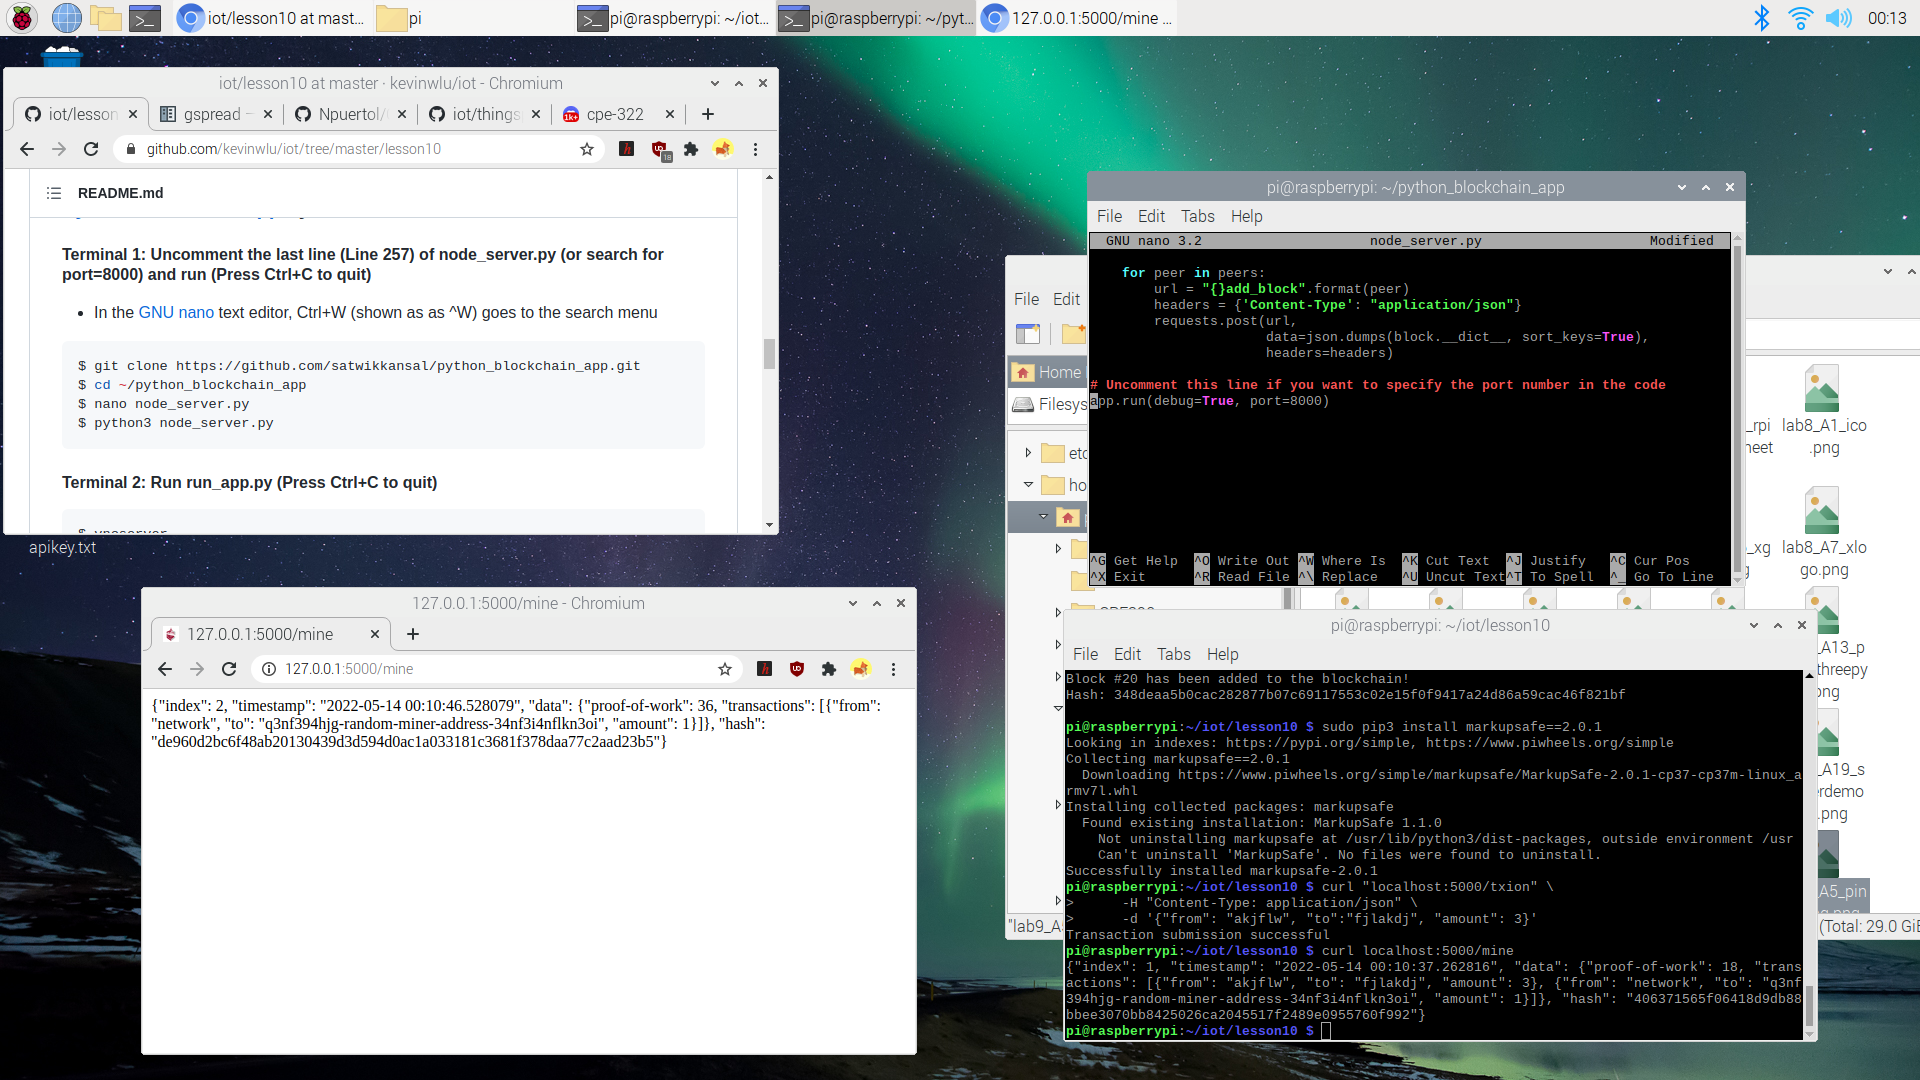 iot/lesson10 at mast...
pi
pi@raspberrypi: ~/iot...
pi@raspberrypi: ~/pyt...
127.0.0.1:5000/mine ...
00:13
iot/lesson10 at master · kevinwlu/iot - Chromium
iot/lesson
gspread
Npuertol/
iot/things
cpe-322
github.com/kevinwlu/iot/tree/master/lesson10
18
README.md
Terminal 1: Uncomment the last line (Line 257) of node_server.py (or search for
port=8000) and run (Press Ctrl+C to quit)
• In the GNU nano text editor, Ctrl+W (shown as as ^W) goes to the search menu
$ git clone https://github.com/satwikkansal/python_blockchain_app.git
$ cd ~/python_blockchain_app
$ nano node_server.py
$ python3 node_server.py
Terminal 2: Run run_app.py (Press Ctrl+C to quit)
apikey.txt
127.0.0.1:5000/mine - Chromium
127.0.0.1:5000/mine
127.0.0.1:5000/mine
{"index": 2, "timestamp": "2022-05-14 00:10:46.528079", "data": {"proof-of-work": 36, "transactions": [{"from":
"network", "to": "q3nf394hjg-random-miner-address-34nf3i4nflkn3oi", "amount": 1}]}, "hash":
"de960d2bc6f48ab20130439d3d594d0ac1a033181c3681f378daa77c2aad23b5"}
pi@raspberrypi: ~/python_blockchain_app
File Edit Tabs Help
GNU nano 3.2 node_server.py Modified
for peer in peers:
url = "{}add_block".format(peer)
headers = {'Content-Type': "application/json"}
requests.post(url,
data=json.dumps(block.__dict__, sort_keys=True),
headers=headers)
# Uncomment this line if you want to specify the port number in the code
app.run(debug=True, port=8000)
^G Get Help ^O Write Out ^W Where Is ^K Cut Text ^J Justify ^C Cur Pos
^X Exit ^R Read File ^\ Replace ^U Uncut Text ^T To Spell ^_ Go To Line
File Edit
Home
Filesys
etc
ho
_rpi
neet
lab8_A1_ico
.png
_xg
lab8_A7_xlo
go.png
_A13_p
threepy
ng
_A19_s
erdemo
.png
A5_pin
"lab9_A
(Total: 29.0 GiB
pi@raspberrypi: ~/iot/lesson10
File Edit Tabs Help
Block #20 has been added to the blockchain!
Hash: 348deaa5b0cac282877b07c69117553c02e15f0f9417a24d86a59cac46f821bf
pi@raspberrypi:~/iot/lesson10 $ sudo pip3 install markupsafe==2.0.1
Looking in indexes: https://pypi.org/simple, https://www.piwheels.org/simple
Collecting markupsafe==2.0.1
Downloading https://www.piwheels.org/simple/markupsafe/MarkupSafe-2.0.1-cp37-cp37m-linux_a
rmv7l.whl
Installing collected packages: markupsafe
Found existing installation: MarkupSafe 1.1.0
Not uninstalling markupsafe at /usr/lib/python3/dist-packages, outside environment /usr
Can't uninstall 'MarkupSafe'. No files were found to uninstall.
Successfully installed markupsafe-2.0.1
pi@raspberrypi:~/iot/lesson10 $ curl "localhost:5000/txion" \
> -H "Content-Type: application/json" \
> -d '{"from": "akjflw", "to":"fjlakdj", "amount": 3}'
Transaction submission successful
pi@raspberrypi:~/iot/lesson10 $ curl localhost:5000/mine
{"index": 1, "timestamp": "2022-05-14 00:10:37.262816", "data": {"proof-of-work": 18, "trans
actions": [{"from": "akjflw", "to": "fjlakdj", "amount": 3}, {"from": "network", "to": "q3nf
394hjg-random-miner-address-34nf3i4nflkn3oi", "amount": 1}]}, "hash": "406371565f06418d9db88
bbee3070bb8425026ca2045517f2489e0955760f992"}
pi@raspberrypi:~/iot/lesson10 $